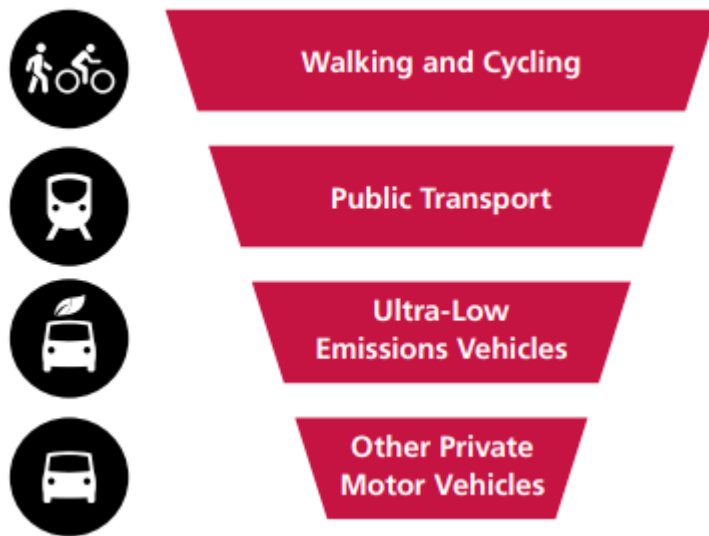 Walking and Cycling
Public Transport
Ultra-Low
Emissions Vehicles
Other Private
Motor Vehicles